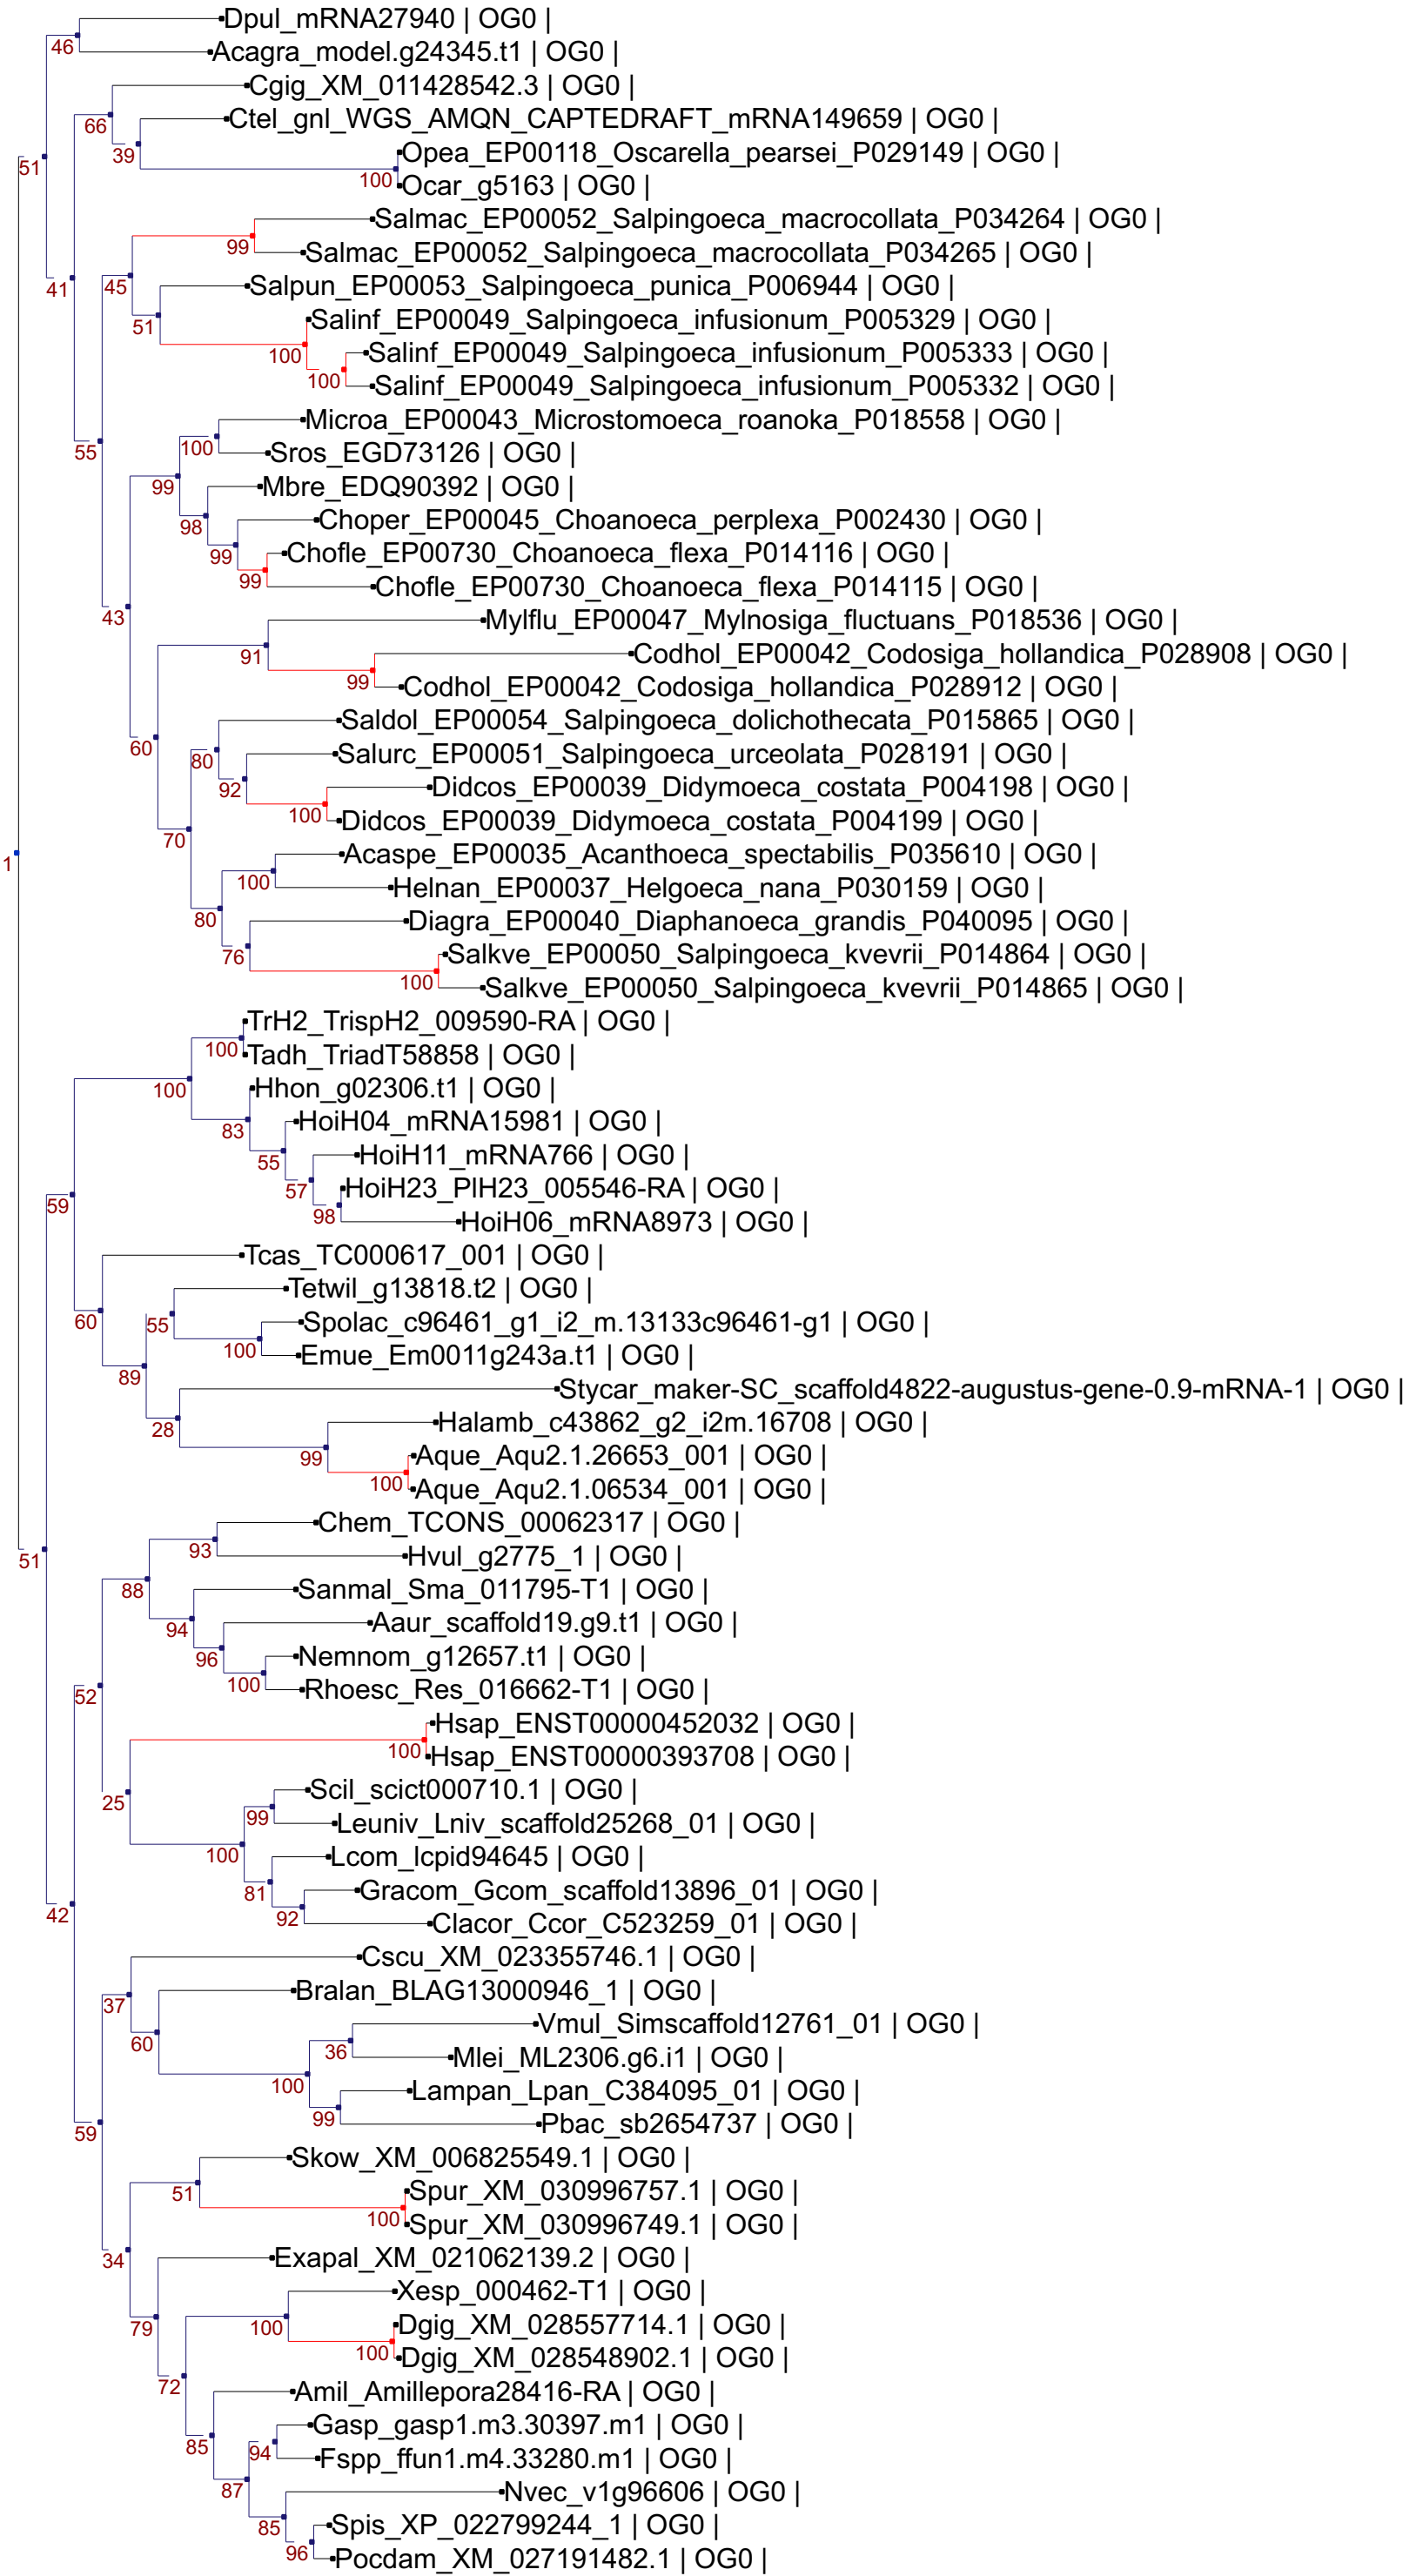 Dpul_mRNA27940 | OG0 |
46
Acagra_model.g24345.t1 | OG0 |
Cgig_XM_011428542.3 | OG0 |
66
Ctel_gnl_WGS_AMQN_CAPTEDRAFT_mRNA149659 | OG0 |
39
51
Opea_EP00118_Oscarella_pearsei_P029149 | OG0 |
100
Ocar_g5163 | OG0 |
Salmac_EP00052_Salpingoeca_macrocollata_P034264 | OG0 |
99
Salmac_EP00052_Salpingoeca_macrocollata_P034265 | OG0 |
41
45
Salpun_EP00053_Salpingoeca_punica_P006944 | OG0 |
51
Salinf_EP00049_Salpingoeca_infusionum_P005329 | OG0 |
100
Salinf_EP00049_Salpingoeca_infusionum_P005333 | OG0 |
100
Salinf_EP00049_Salpingoeca_infusionum_P005332 | OG0 |
Microa_EP00043_Microstomoeca_roanoka_P018558 | OG0 |
55
100
Sros_EGD73126 | OG0 |
99
Mbre_EDQ90392 | OG0 |
98
Choper_EP00045_Choanoeca_perplexa_P002430 | OG0 |
99
Chofle_EP00730_Choanoeca_flexa_P014116 | OG0 |
99
Chofle_EP00730_Choanoeca_flexa_P014115 | OG0 |
43
Mylflu_EP00047_Mylnosiga_fluctuans_P018536 | OG0 |
91
Codhol_EP00042_Codosiga_hollandica_P028908 | OG0 |
99
Codhol_EP00042_Codosiga_hollandica_P028912 | OG0 |
Saldol_EP00054_Salpingoeca_dolichothecata_P015865 | OG0 |
60
80
Salurc_EP00051_Salpingoeca_urceolata_P028191 | OG0 |
92
Didcos_EP00039_Didymoeca_costata_P004198 | OG0 |
100
Didcos_EP00039_Didymoeca_costata_P004199 | OG0 |
70
Acaspe_EP00035_Acanthoeca_spectabilis_P035610 | OG0 |
1
100
Helnan_EP00037_Helgoeca_nana_P030159 | OG0 |
80
Diagra_EP00040_Diaphanoeca_grandis_P040095 | OG0 |
76
Salkve_EP00050_Salpingoeca_kvevrii_P014864 | OG0 |
100
Salkve_EP00050_Salpingoeca_kvevrii_P014865 | OG0 |
TrH2_TrispH2_009590-RA | OG0 |
100
Tadh_TriadT58858 | OG0 |
100
Hhon_g02306.t1 | OG0 |
83
HoiH04_mRNA15981 | OG0 |
55
HoiH11_mRNA766 | OG0 |
57
HoiH23_PlH23_005546-RA | OG0 |
59
98
HoiH06_mRNA8973 | OG0 |
Tcas_TC000617_001 | OG0 |
Tetwil_g13818.t2 | OG0 |
60
55
Spolac_c96461_g1_i2_m.13133c96461-g1 | OG0 |
100
Emue_Em0011g243a.t1 | OG0 |
89
Stycar_maker-SC_scaffold4822-augustus-gene-0.9-mRNA-1 | OG0 |
28
Halamb_c43862_g2_i2m.16708 | OG0 |
99
Aque_Aqu2.1.26653_001 | OG0 |
100
Aque_Aqu2.1.06534_001 | OG0 |
Chem_TCONS_00062317 | OG0 |
93
51
Hvul_g2775_1 | OG0 |
88
Sanmal_Sma_011795-T1 | OG0 |
94
Aaur_scaffold19.g9.t1 | OG0 |
96
Nemnom_g12657.t1 | OG0 |
100
Rhoesc_Res_016662-T1 | OG0 |
52
Hsap_ENST00000452032 | OG0 |
100
Hsap_ENST00000393708 | OG0 |
Scil_scict000710.1 | OG0 |
25
99
Leuniv_Lniv_scaffold25268_01 | OG0 |
100
Lcom_lcpid94645 | OG0 |
81
Gracom_Gcom_scaffold13896_01 | OG0 |
42
92
Clacor_Ccor_C523259_01 | OG0 |
Cscu_XM_023355746.1 | OG0 |
Bralan_BLAG13000946_1 | OG0 |
37
Vmul_Simscaffold12761_01 | OG0 |
60
36
Mlei_ML2306.g6.i1 | OG0 |
100
Lampan_Lpan_C384095_01 | OG0 |
99
Pbac_sb2654737 | OG0 |
59
Skow_XM_006825549.1 | OG0 |
51
Spur_XM_030996757.1 | OG0 |
100
Spur_XM_030996749.1 | OG0 |
34
Exapal_XM_021062139.2 | OG0 |
Xesp_000462-T1 | OG0 |
79
100
Dgig_XM_028557714.1 | OG0 |
100
Dgig_XM_028548902.1 | OG0 |
72
Amil_Amillepora28416-RA | OG0 |
Gasp_gasp1.m3.30397.m1 | OG0 |
85
94
Fspp_ffun1.m4.33280.m1 | OG0 |
87
Nvec_v1g96606 | OG0 |
85
Spis_XP_022799244_1 | OG0 |
96
Pocdam_XM_027191482.1 | OG0 |